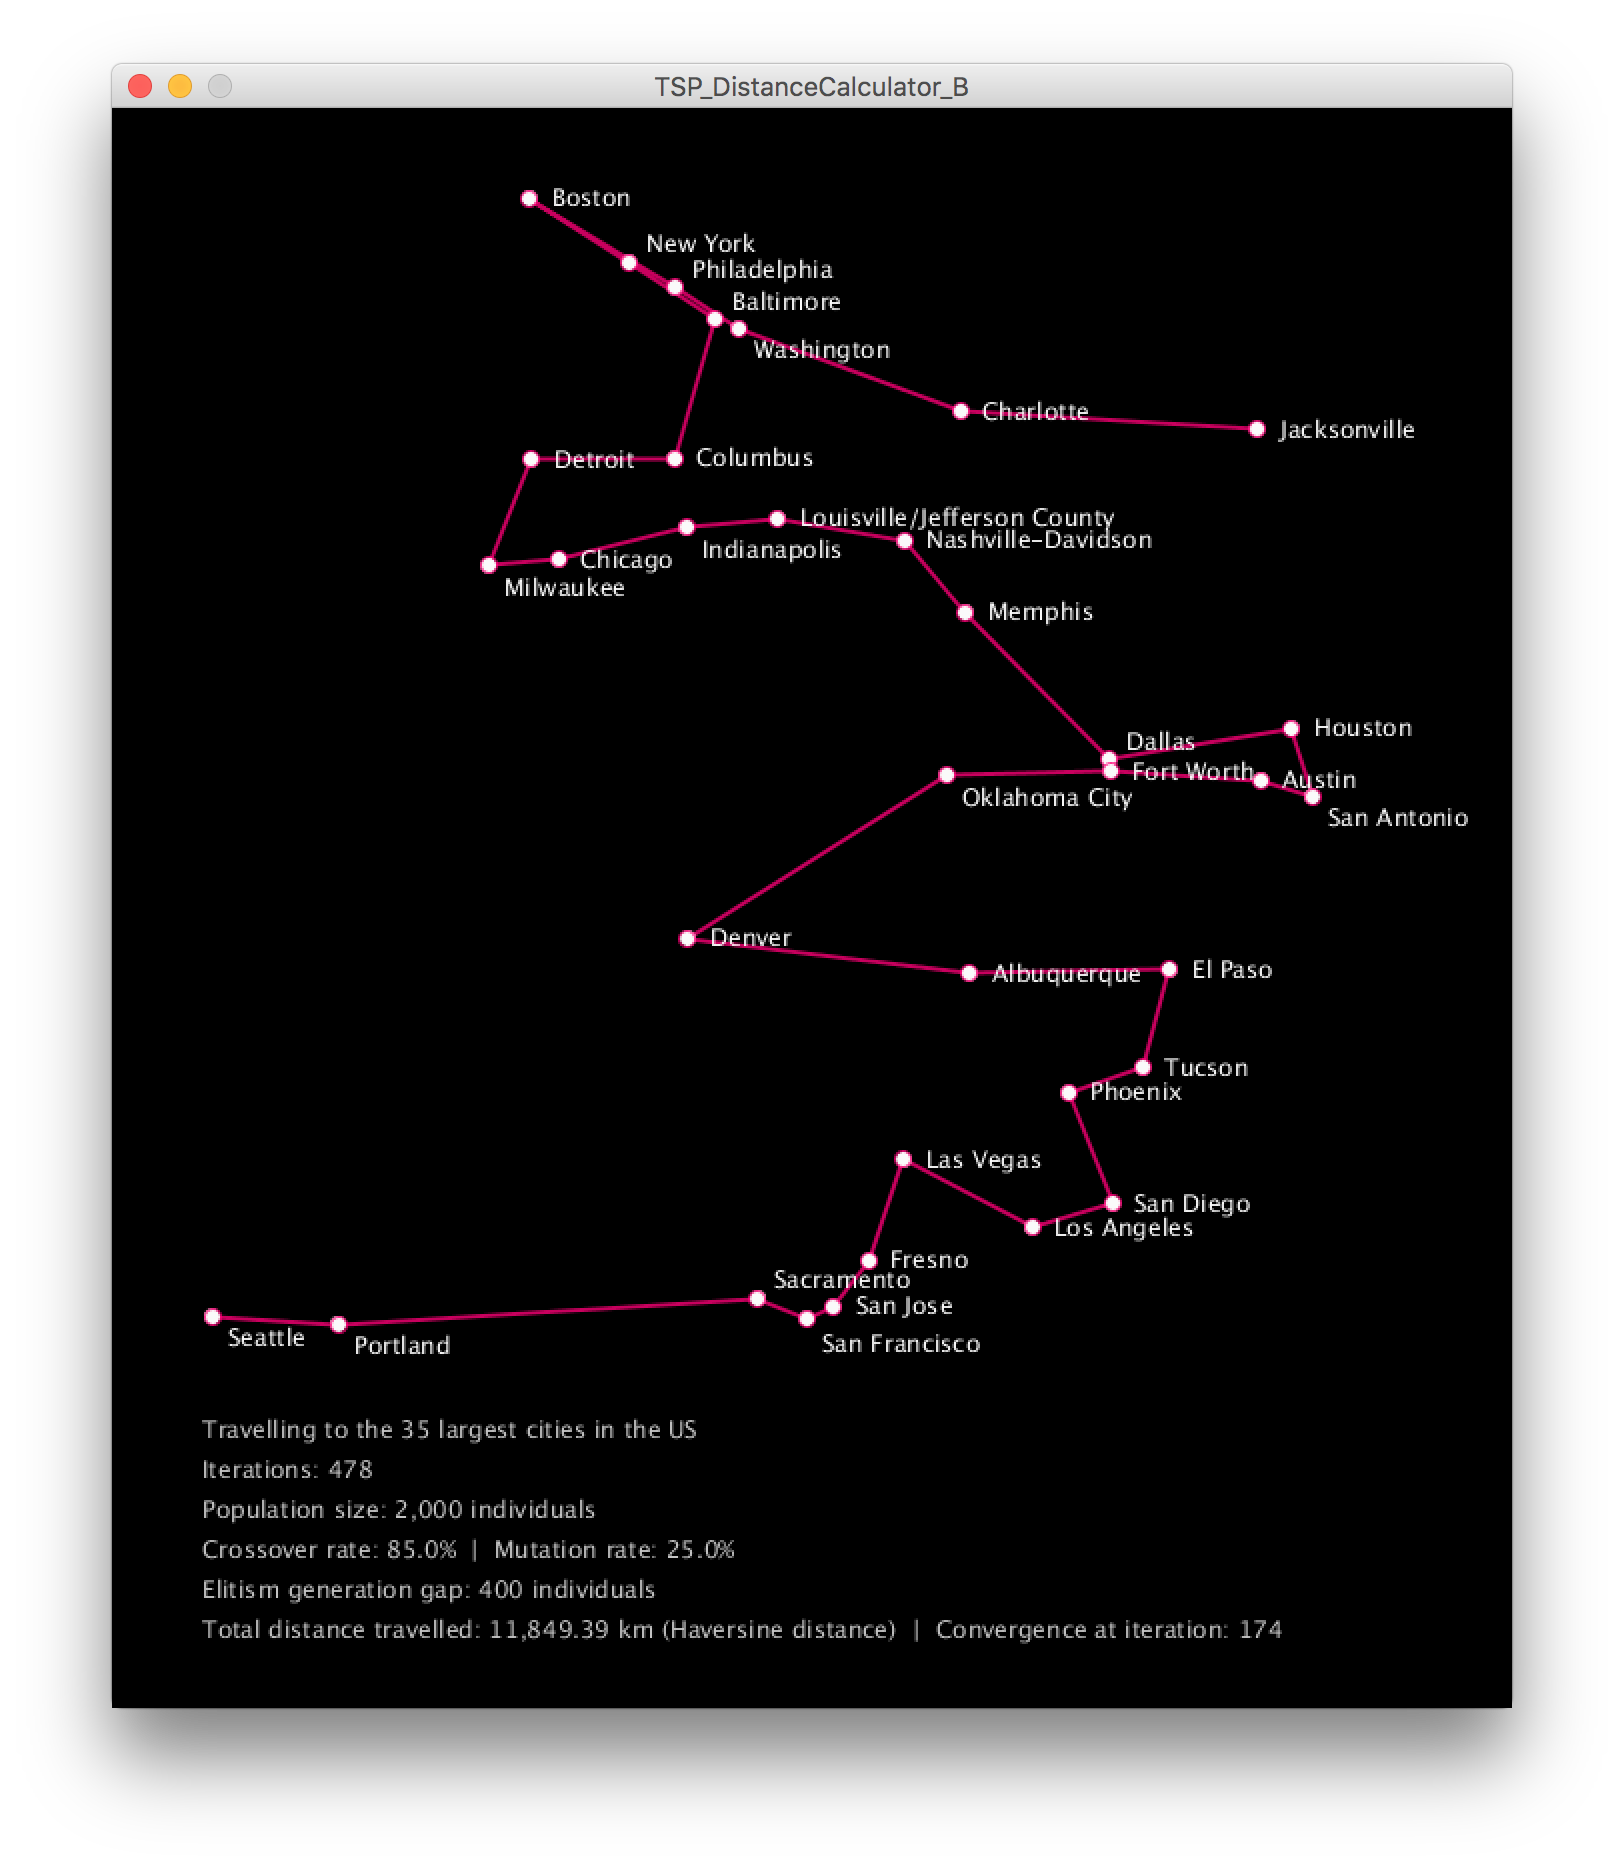 TSP_DistanceCalculator_B
Boston
New York
Philadelphia
Baltimore
Washington
Charlotte
Jacksonville
Detroit
Columbus
Louisville/Jefferson County
Nashville-Davidson
Indianapolis
Chicago
Milwaukee
Memphis
Houston
Dallas
Fort Worth
Austin
Oklahoma City
San Antonio
Denver
Albuquerque
El Paso
Tucson
Phoenix
Las Vegas
San Diego
Los Angeles
Fresno
Sacramento
San Jose
Seattle
Portland
San Francisco
Travelling to the 35 largest cities in the US
Iterations: 478
Population size: 2,000 individuals
Crossover rate: 85.0% | Mutation rate: 25.0%
Elitism generation gap: 400 individuals
Total distance travelled: 11,849.39 km (Haversine distance) | Convergence at iteration: 174